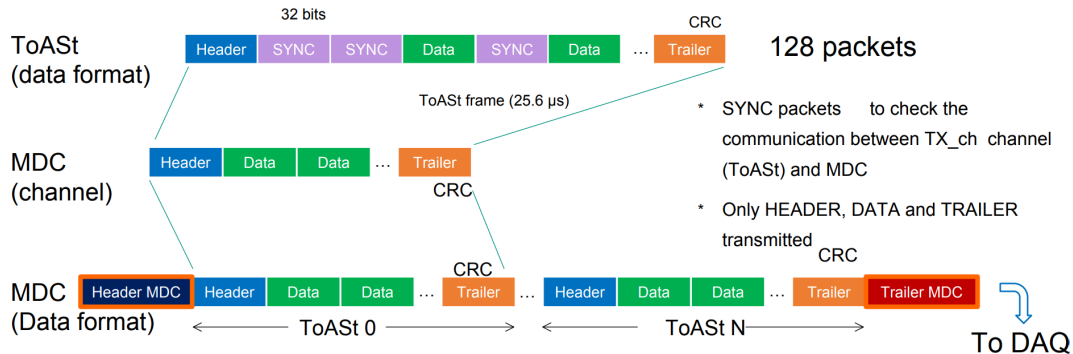 32 bits
CRC
ToASt
(data format)
Header SYNC SYNC Data SYNC Data ... Trailer
128 packets
ToASt frame (25.6 µs)
* SYNC packets to check the
communication between TX_ch channel
(ToASt) and MDC
* Only HEADER, DATA and TRAILER
transmitted
MDC
(channel)
Header Data Data ... Trailer
CRC
CRC
CRC
MDC
(Data format)
Header MDC Header Data Data ... Trailer ... Header Data Data ... Trailer Trailer MDC
ToASt 0
ToASt N
To DAQ